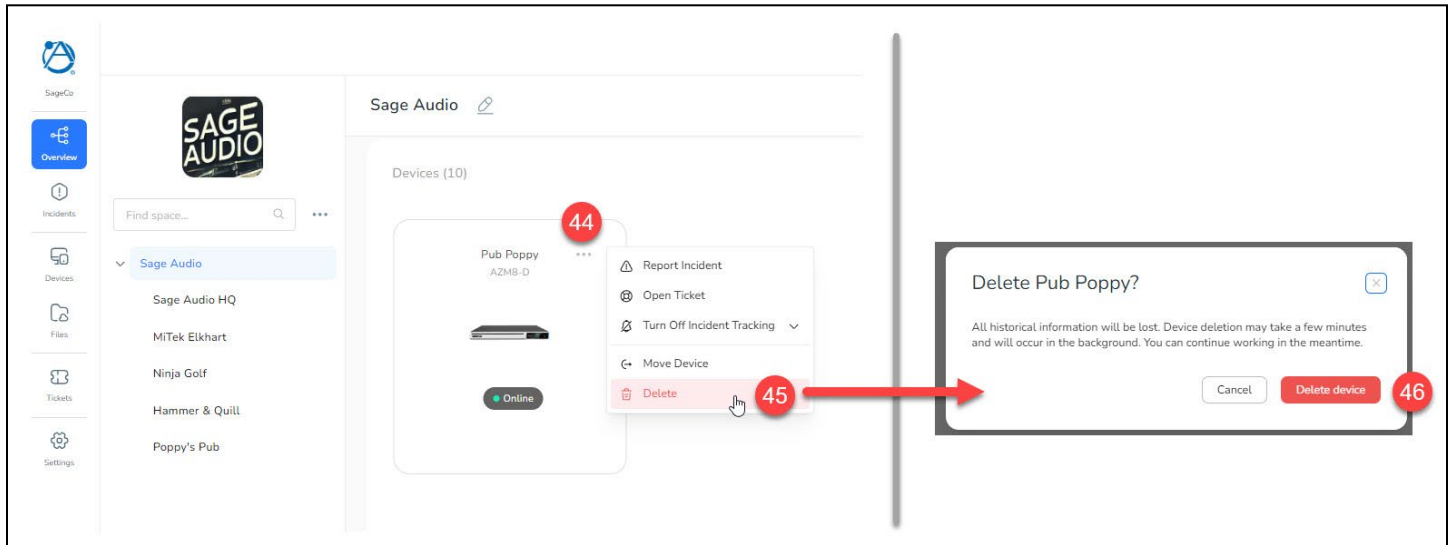 SageCo
Overview
Incidents
Devices
Files
Tickets
Settings
SAGE
AUDIO
Find space...
Sage Audio
Sage Audio HQ
MiTek Elkhart
Ninja Golf
Hammer & Quill
Poppy's Pub
Sage Audio
Devices (10)
44
Pub Poppy
AZM8-D
Online
Report Incident
Open Ticket
Turn Off Incident Tracking
Move Device
Delete
45
Delete Pub Poppy?
All historical information will be lost. Device deletion may take a few minutes
and will occur in the background. You can continue working in the meantime.
Cancel
Delete device
46